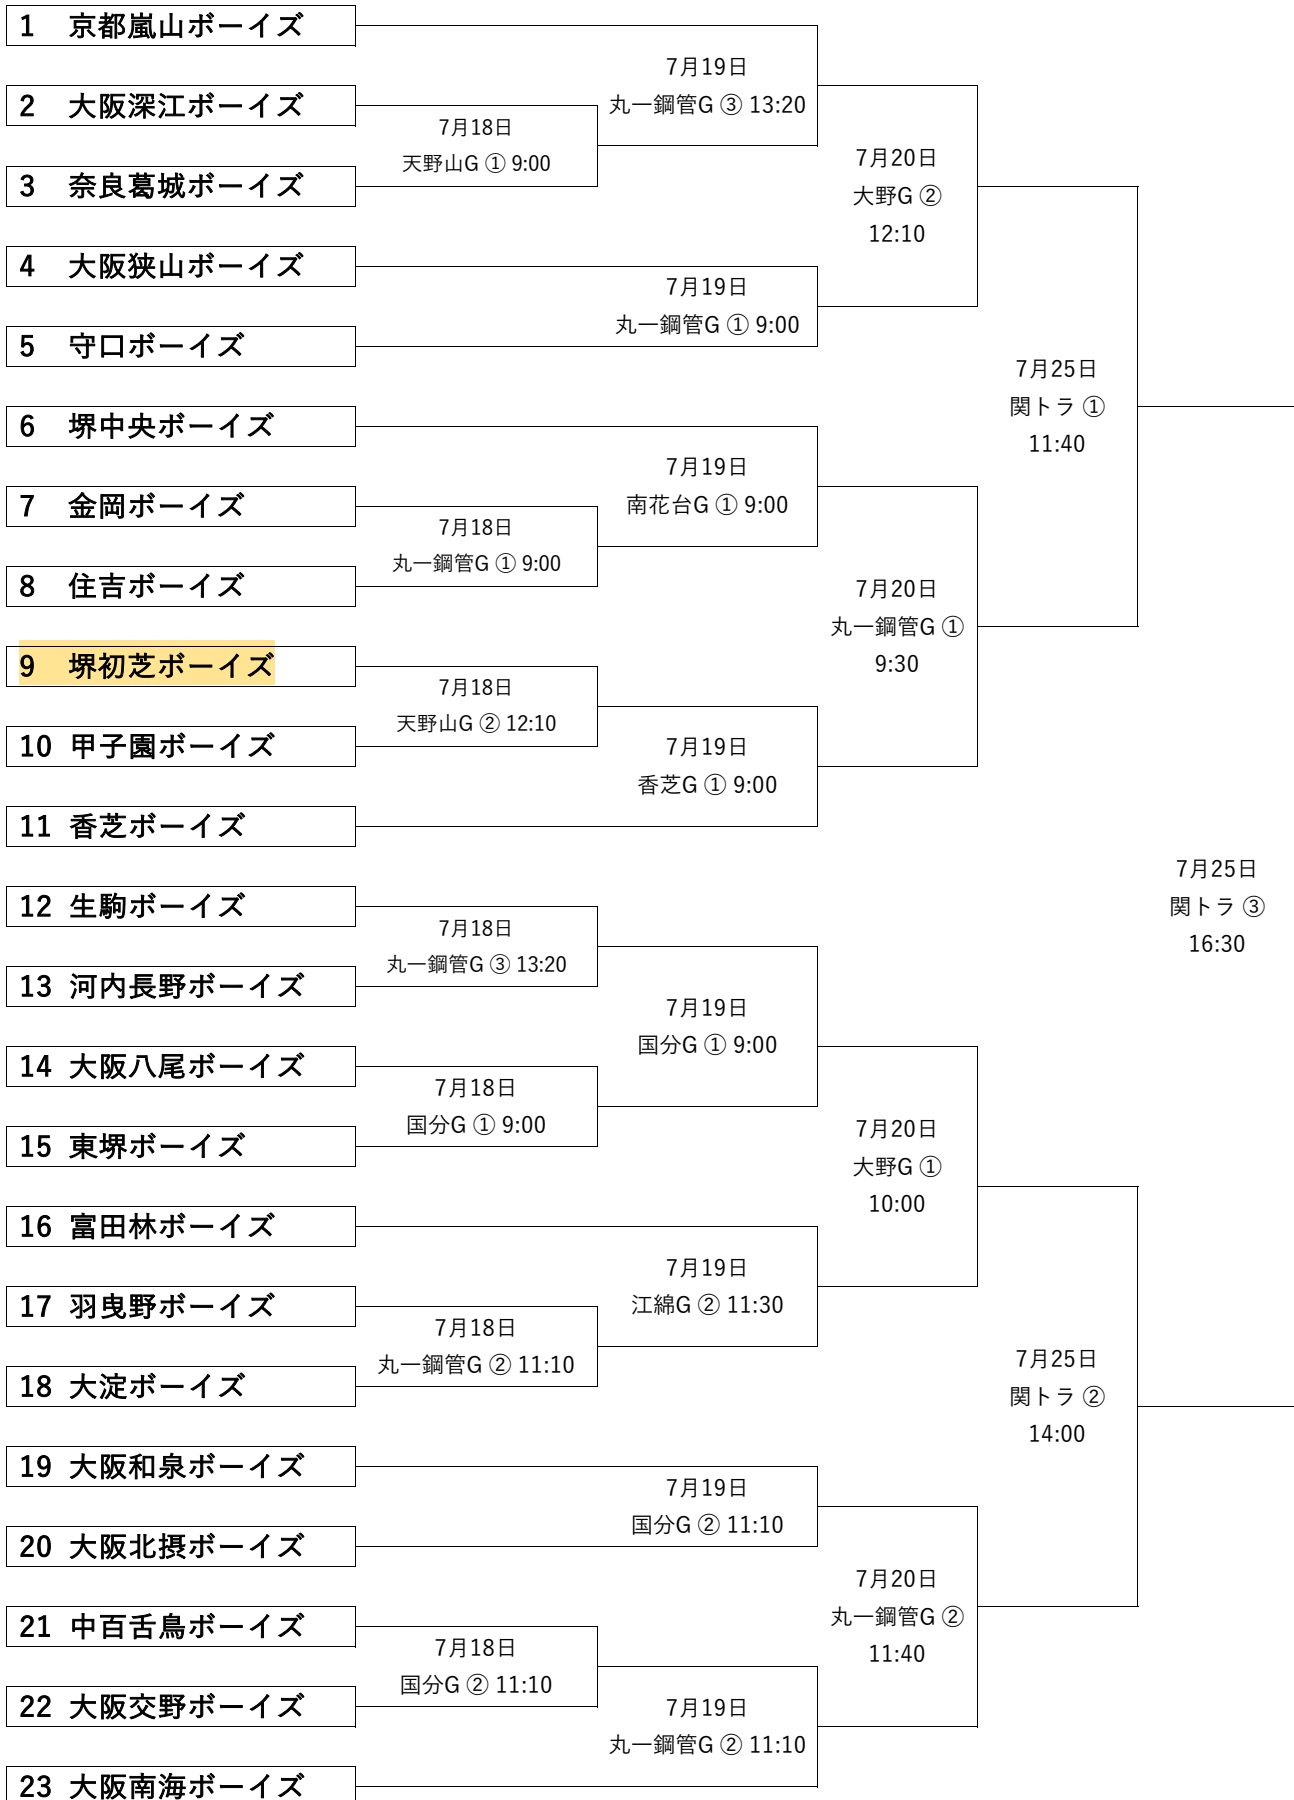 1 京都嵐山ボーイズ
7月19日
丸一鋼管G ③ 13:20
2 大阪深江ボーイズ
7月18日
天野山G ① 9:00
7月20日
大野G ②
12:10
3 奈良葛城ボーイズ
4 大阪狭山ボーイズ
7月19日
丸一鋼管G ① 9:00
5 守口ボーイズ
7月25日
関トラ ①
11:40
6 堺中央ボーイズ
7月19日
南花台G ① 9:00
7 金岡ボーイズ
7月18日
丸一鋼管G ① 9:00
8 住吉ボーイズ
7月20日
丸一鋼管G ①
9:30
9 堺初芝ボーイズ
7月18日
天野山G ② 12:10
10 甲子園ボーイズ
7月19日
香芝G ① 9:00
11 香芝ボーイズ
7月25日
関トラ ③
16:30
12 生駒ボーイズ
7月18日
丸一鋼管G ③ 13:20
13 河内長野ボーイズ
7月19日
国分G ① 9:00
14 大阪八尾ボーイズ
7月18日
国分G ① 9:00
15 東堺ボーイズ
7月20日
大野G ①
10:00
16 富田林ボーイズ
7月19日
江綿G ② 11:30
17 羽曳野ボーイズ
7月18日
丸一鋼管G ② 11:10
18 大淀ボーイズ
7月25日
関トラ ②
14:00
19 大阪和泉ボーイズ
7月19日
国分G ② 11:10
20 大阪北摂ボーイズ
7月20日
丸一鋼管G ②
11:40
21 中百舌鳥ボーイズ
7月18日
国分G ② 11:10
22 大阪交野ボーイズ
7月19日
丸一鋼管G ② 11:10
23 大阪南海ボーイズ